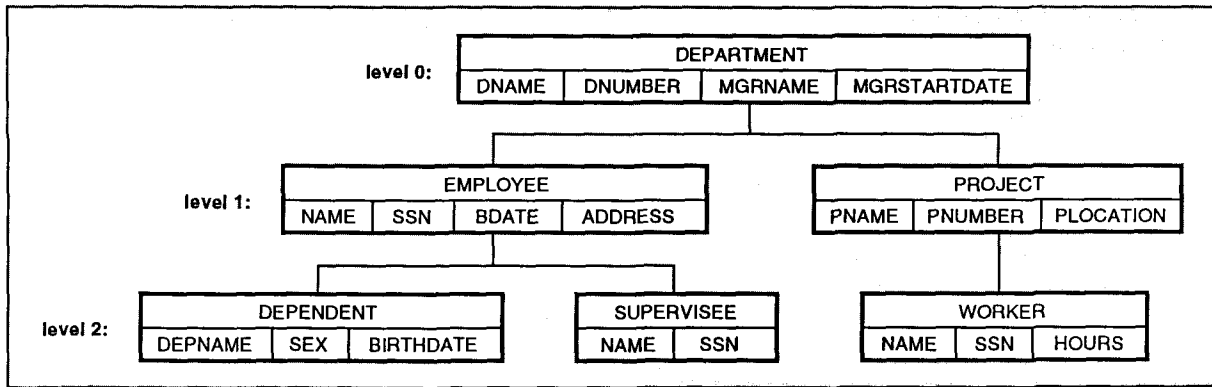 DEPARTMENT
level 0:
DNAME DNUMBER MGRNAME MGRSTARTDATE
EMPLOYEE PROJECT
level 1:
NAME SSN BDATE ADDRESS PNAME PNUMBER PLOCATION
DEPENDENT SUPERVISEE WORKER
level 2:
DEPNAME SEX BIRTHDATE NAME SSN NAME SSN HOURS